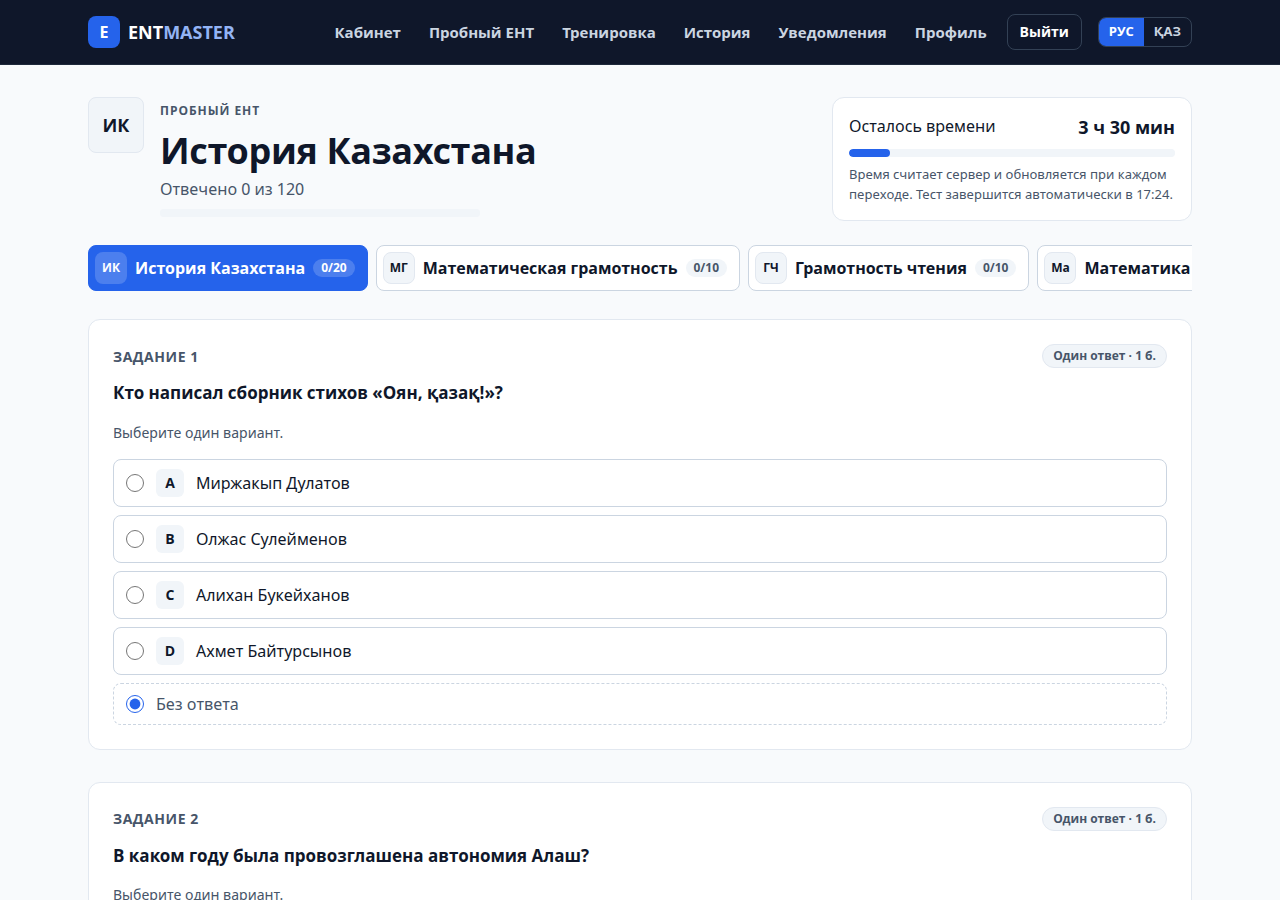 E ENTMASTER Кабинет Пробный ЕНТ Тренировка История Уведомления Профиль Выйти РУС ҚАЗ
ИК
ПРОБНЫЙ ЕНТ
История Казахстана
Отвечено 0 из 120
Осталось времени 3 ч 30 мин
Время считает сервер и обновляется при каждом
переходе. Тест завершится автоматически в 17:24.
ИК История Казахстана 0/20 МГ Математическая грамотность 0/10 ГЧ Грамотность чтения 0/10 Ма Математика
ЗАДАНИЕ 1 Один ответ · 1 б.
Кто написал сборник стихов «Оян, қазақ!»?
Выберите один вариант.
A Миржакып Дулатов
B Олжас Сулейменов
C Алихан Букейханов
D Ахмет Байтурсынов
Без ответа
ЗАДАНИЕ 2 Один ответ · 1 б.
В каком году была провозглашена автономия Алаш?
Выберите один вариант.